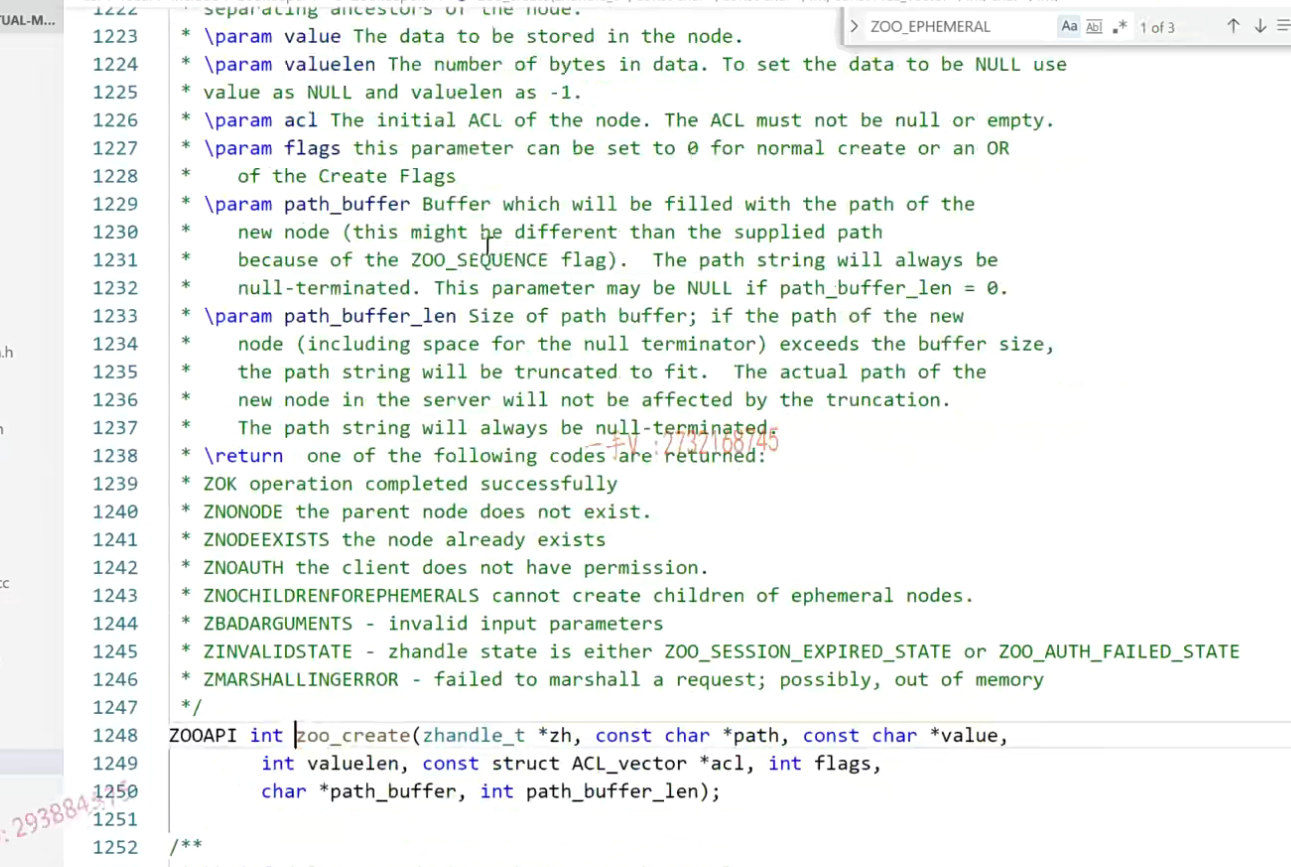 TUAL-M...
ZOO_EPHEMERAL Aa Ab| .* 1 of 3
1222 * separating ancestors of the node.
1223 * \param value The data to be stored in the node.
1224 * \param valuelen The number of bytes in data. To set the data to be NULL use
1225 * value as NULL and valuelen as -1.
1226 * \param acl The initial ACL of the node. The ACL must not be null or empty.
1227 * \param flags this parameter can be set to 0 for normal create or an OR
1228 *    of the Create Flags
1229 * \param path_buffer Buffer which will be filled with the path of the
1230 *    new node (this might be different than the supplied path
1231 *    because of the ZOO_SEQUENCE flag).  The path string will always be
1232 *    null-terminated. This parameter may be NULL if path_buffer_len = 0.
1233 * \param path_buffer_len Size of path buffer; if the path of the new
1234 *    node (including space for the null terminator) exceeds the buffer size,
.h
1235 *    the path string will be truncated to fit.  The actual path of the
1236 *    new node in the server will not be affected by the truncation.
1237 *    The path string will always be null-terminated.
一手V :2732168745
1238 * \return  one of the following codes are returned:
1239 * ZOK operation completed successfully
1240 * ZNONODE the parent node does not exist.
1241 * ZNODEEXISTS the node already exists
1242 * ZNOAUTH the client does not have permission.
cc
1243 * ZNOCHILDRENFOREPHEMERALS cannot create children of ephemeral nodes.
1244 * ZBADARGUMENTS - invalid input parameters
1245 * ZINVALIDSTATE - zhandle state is either ZOO_SESSION_EXPIRED_STATE or ZOO_AUTH_FAILED_STATE
1246 * ZMARSHALLINGERROR - failed to marshall a request; possibly, out of memory
1247 */
1248 ZOOAPI int zoo_create(zhandle_t *zh, const char *path, const char *value,
1249         int valuelen, const struct ACL_vector *acl, int flags,
1250         char *path_buffer, int path_buffer_len);
1251
1252 /**